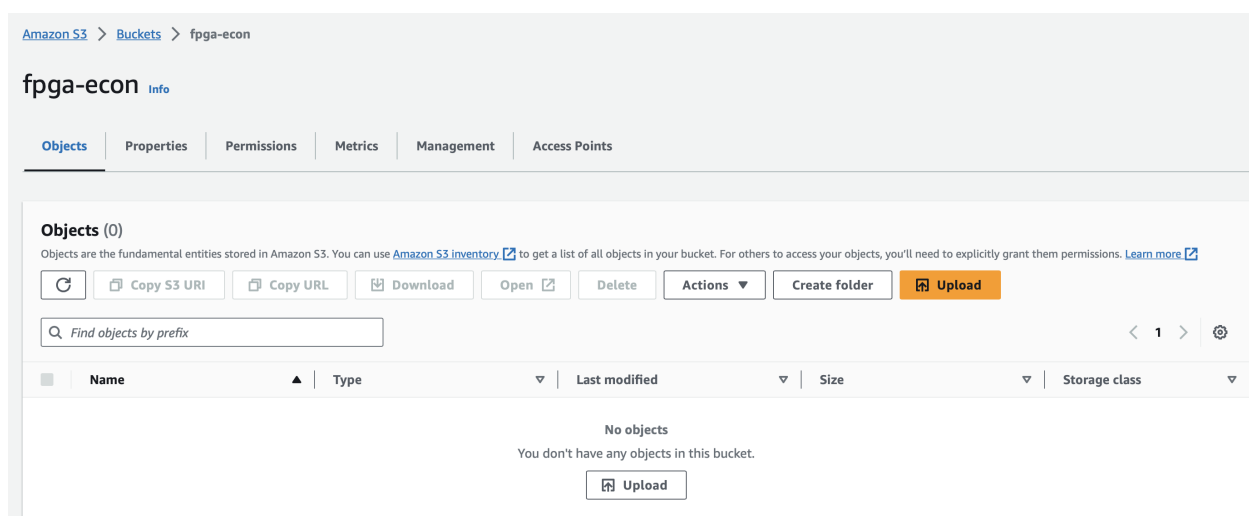 Amazon S3 > Buckets > fpga-econ
fpga-econ Info
Objects Properties Permissions Metrics Management Access Points
Objects (0)
Objects are the fundamental entities stored in Amazon S3. You can use Amazon S3 inventory to get a list of all objects in your bucket. For others to access your objects, you'll need to explicitly grant them permissions. Learn more
Copy S3 URI Copy URL Download Open Delete Actions Create folder Upload
Find objects by prefix 1
Name Type Last modified Size Storage class
No objects
You don't have any objects in this bucket.
Upload